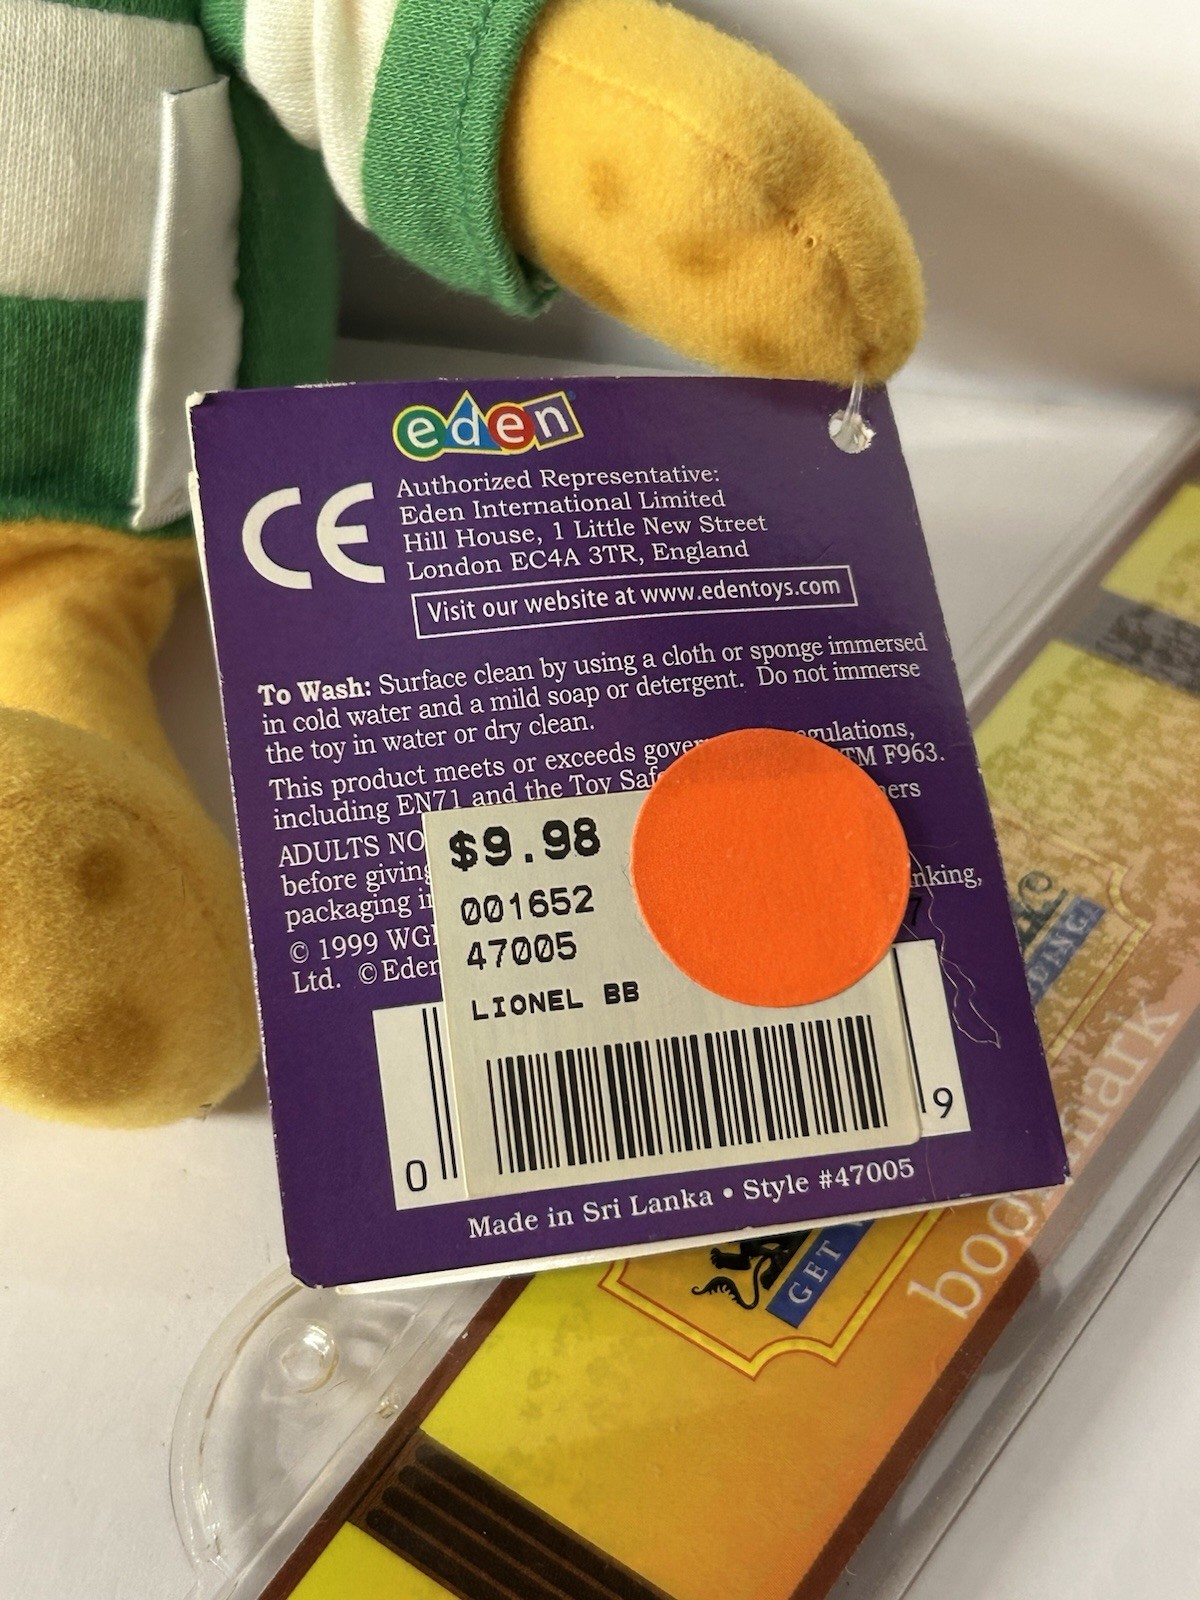 eden
CE
Authorized Representative:
Eden International Limited
Hill House, 1 Little New Street
London EC4A 3TR, England
Visit our website at www.edentoys.com
To Wash: Surface clean by using a cloth or sponge immersed
in cold water and a mild soap or detergent. Do not immerse
the toy in water or dry clean.
This product meets or exceeds
including EN71 and the Toy F963.
ADULTS
before giving
packaging
© 1999
Ltd. © Eden
$9.98
001652
47005
LIONEL BB
0 9
Made in Sri Lanka • Style #47005
GET
bookmark